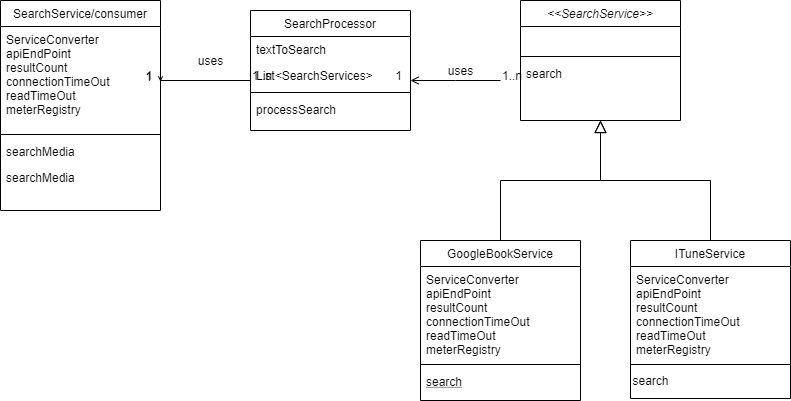 SearchService/consumer
ServiceConverter
apiEndPoint
resultCount
connectionTimeOut
readTimeOut
meterRegistry
searchMedia
searchMedia
1
uses
SearchProcessor
textToSearch
List<SearchServices>
1
processSearch
uses
1..n
<<SearchService>>
search
GoogleBookService
ServiceConverter
apiEndPoint
resultCount
connectionTimeOut
readTimeOut
meterRegistry
search
ITuneService
ServiceConverter
apiEndPoint
resultCount
connectionTimeOut
readTimeOut
meterRegistry
search